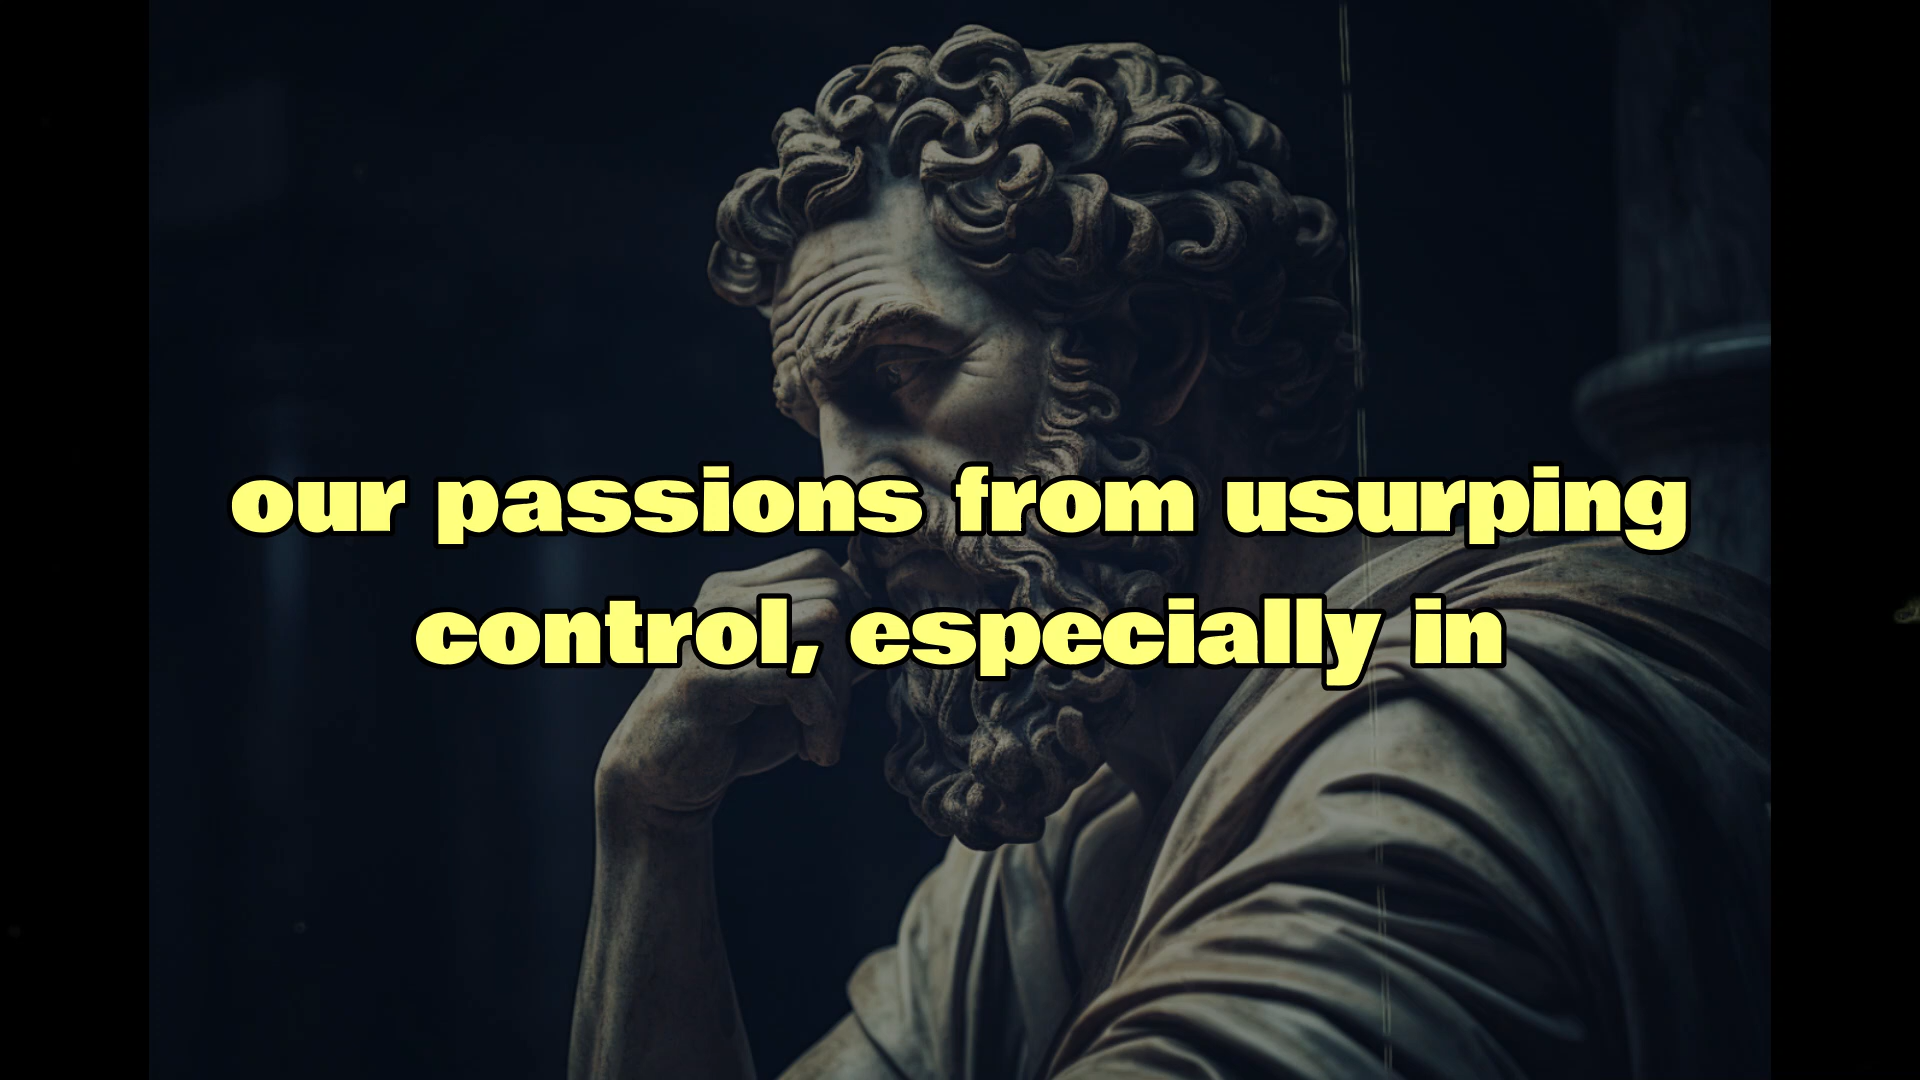 our passions from usurping
control, especially in